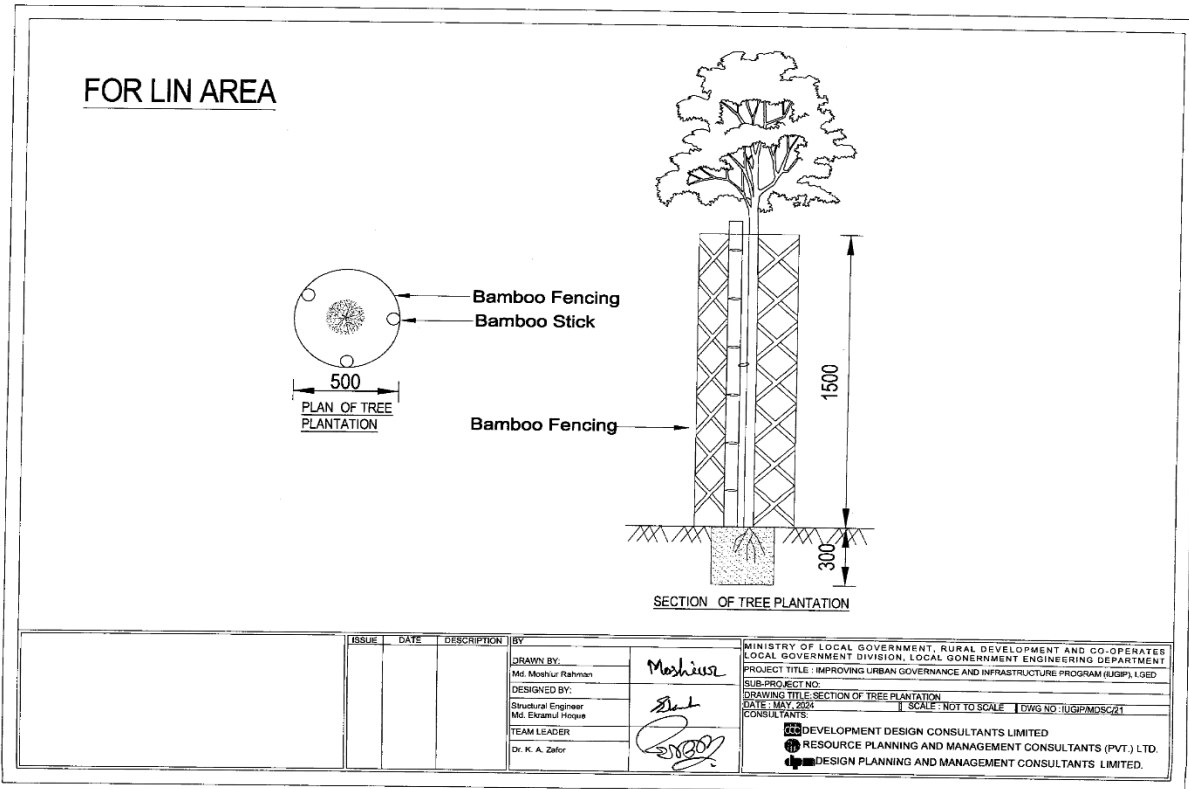 FOR LIN AREA
Bamboo Fencing
Bamboo Stick
500
PLAN OF TREE
PLANTATION
Bamboo Fencing
1500
300
SECTION OF TREE PLANTATION
ISSUE DATE DESCRIPTION BY
DRAWN BY:
Md. Moshiur Rahman
Moshiur
DESIGNED BY:
Structural Engineer
Md. Ekramul Hoque
TEAM LEADER
Dr. K. A. Zafor
MINISTRY OF LOCAL GOVERNMENT, RURAL DEVELOPMENT AND CO-OPERATES
LOCAL GOVERNMENT DIVISION, LOCAL GONERNMENT ENGINEERING DEPARTMENT
PROJECT TITLE : IMPROVING URBAN GOVERNANCE AND INFRASTRUCTURE PROGRAM (IUGIP), LGED
SUB-PROJECT NO:
DRAWING TITLE: SECTION OF TREE PLANTATION
DATE : MAY, 2024 SCALE : NOT TO SCALE DWG NO : IUGIP/MDSC/21
CONSULTANTS:
DEVELOPMENT DESIGN CONSULTANTS LIMITED
RESOURCE PLANNING AND MANAGEMENT CONSULTANTS (PVT.) LTD.
dpm DESIGN PLANNING AND MANAGEMENT CONSULTANTS LIMITED.